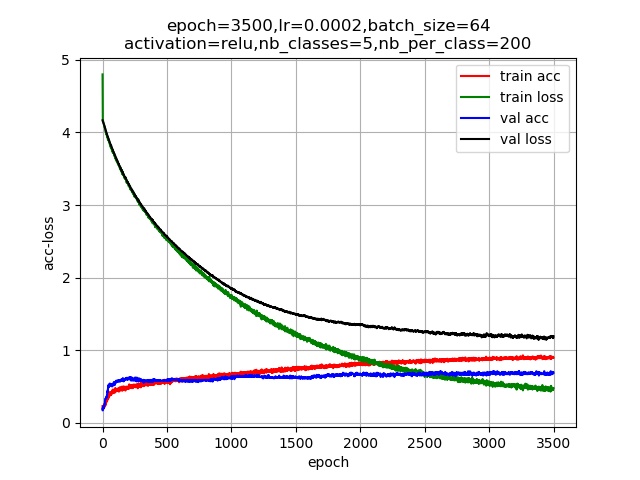 epoch=3500,lr=0.0002,batch_size=64
activation=relu,nb_classes=5,nb_per_class=200
train acc
train loss
val acc
val loss
acc-loss
5
4
3
2
1
0
0 500 1000 1500 2000 2500 3000 3500
epoch